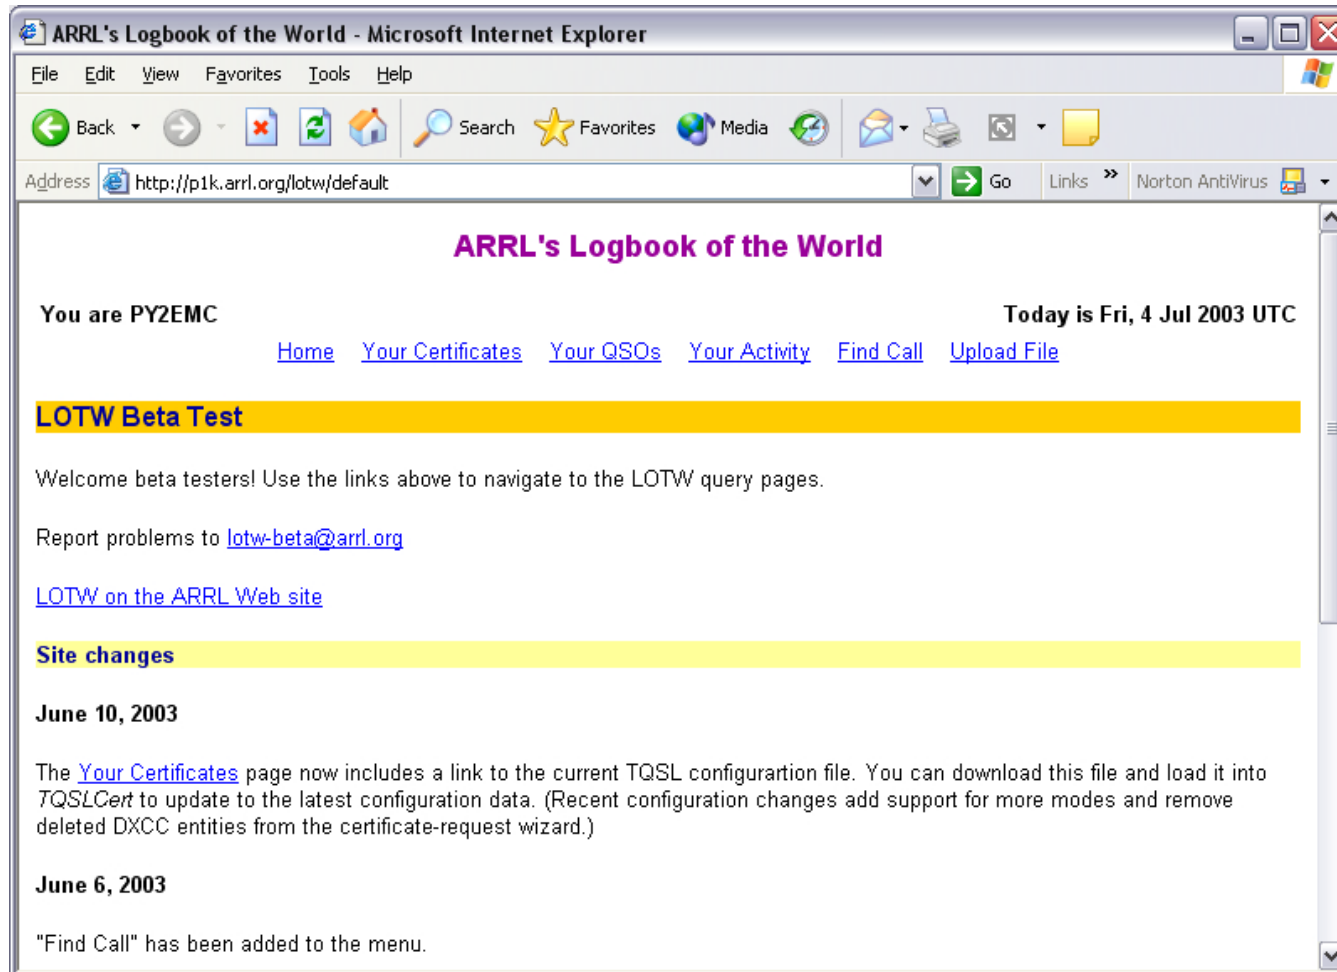 ARRL's Logbook of the World - Microsoft Internet Explorer
File Edit View Favorites Tools Help
Back Search Favorites Media
Address http://p1k.arrl.org/lotw/default Go Links » Norton AntiVirus
ARRL's Logbook of the World
You are PY2EMC Today is Fri, 4 Jul 2003 UTC
Home Your Certificates Your QSOs Your Activity Find Call Upload File
LOTW Beta Test
Welcome beta testers! Use the links above to navigate to the LOTW query pages.
Report problems to lotw-beta@arrl.org
LOTW on the ARRL Web site
Site changes
June 10, 2003
The Your Certificates page now includes a link to the current TQSL configurartion file. You can download this file and load it into
TQSLCert to update to the latest configuration data. (Recent configuration changes add support for more modes and remove
deleted DXCC entities from the certificate-request wizard.)
June 6, 2003
"Find Call" has been added to the menu.